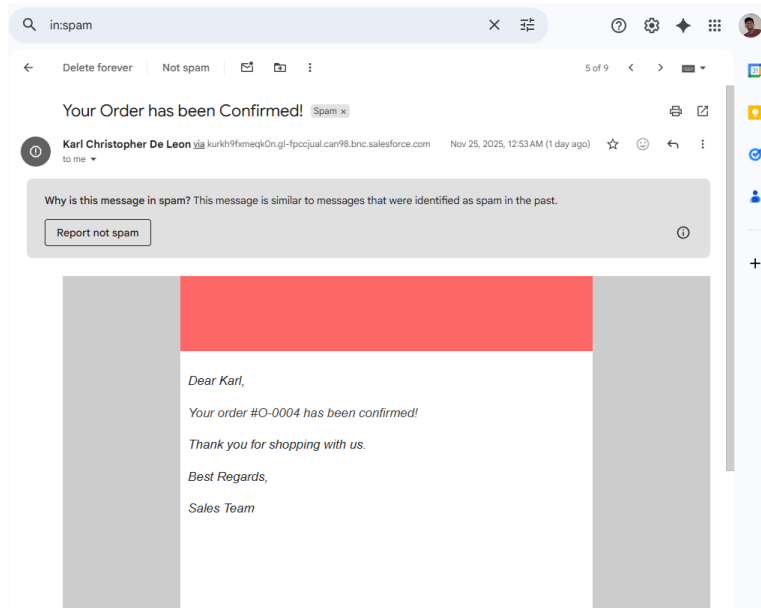 in:spam
Delete forever Not spam 5 of 9
Your Order has been Confirmed! Spam ×
Karl Christopher De Leon via kurkh9fxmeqk0n.gl-fpccjual.can98.bnc.salesforce.com Nov 25, 2025, 12:53 AM (1 day ago)
to me
Why is this message in spam? This message is similar to messages that were identified as spam in the past.
Report not spam
Dear Karl,
Your order #O-0004 has been confirmed!
Thank you for shopping with us.
Best Regards,
Sales Team
31